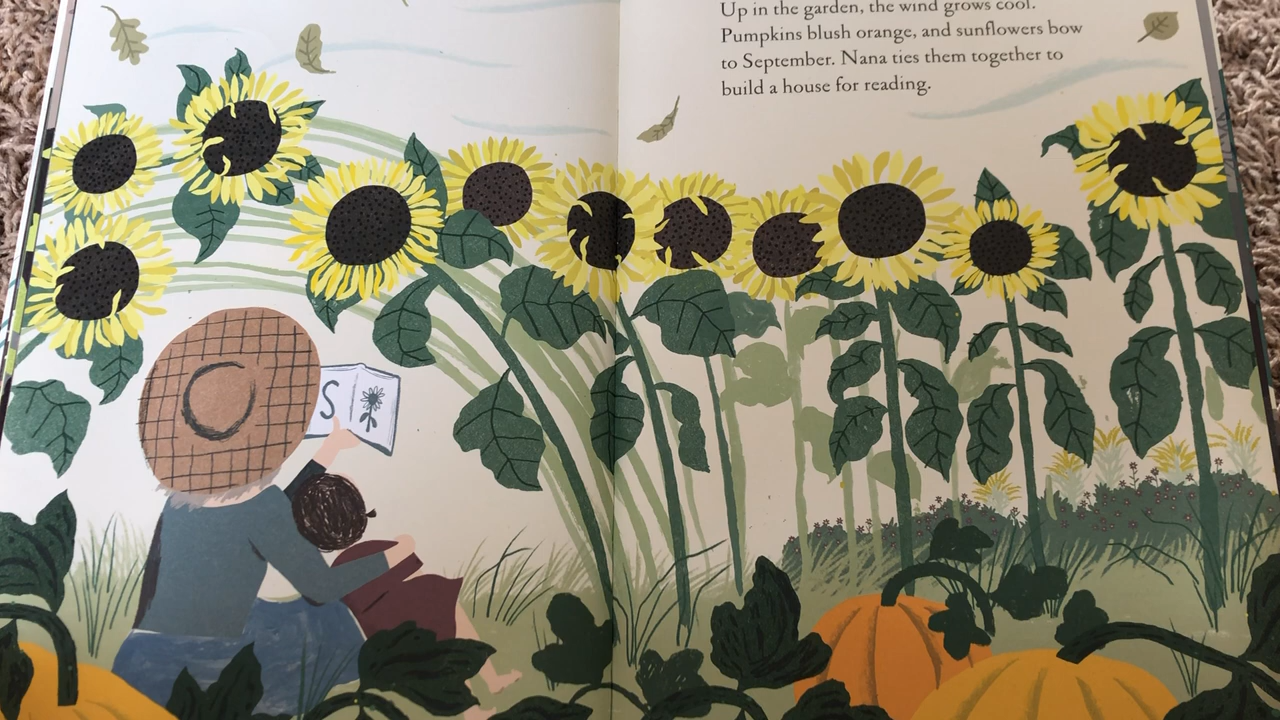 Up in the garden, the wind grows cool.
Pumpkins blush orange, and sunflowers bow
to September. Nana ties them together to
build a house for reading.
S